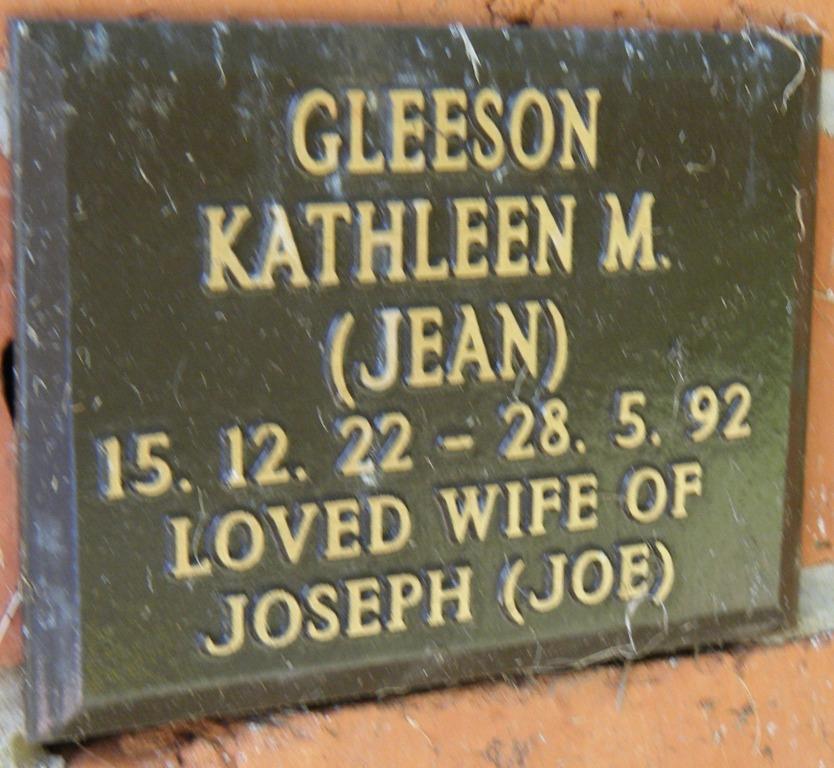 GLEESON
KATHLEEN M.
(JEAN)
15. 12. 22 - 28. 5. 92
LOVED WIFE OF
JOSEPH (JOE)